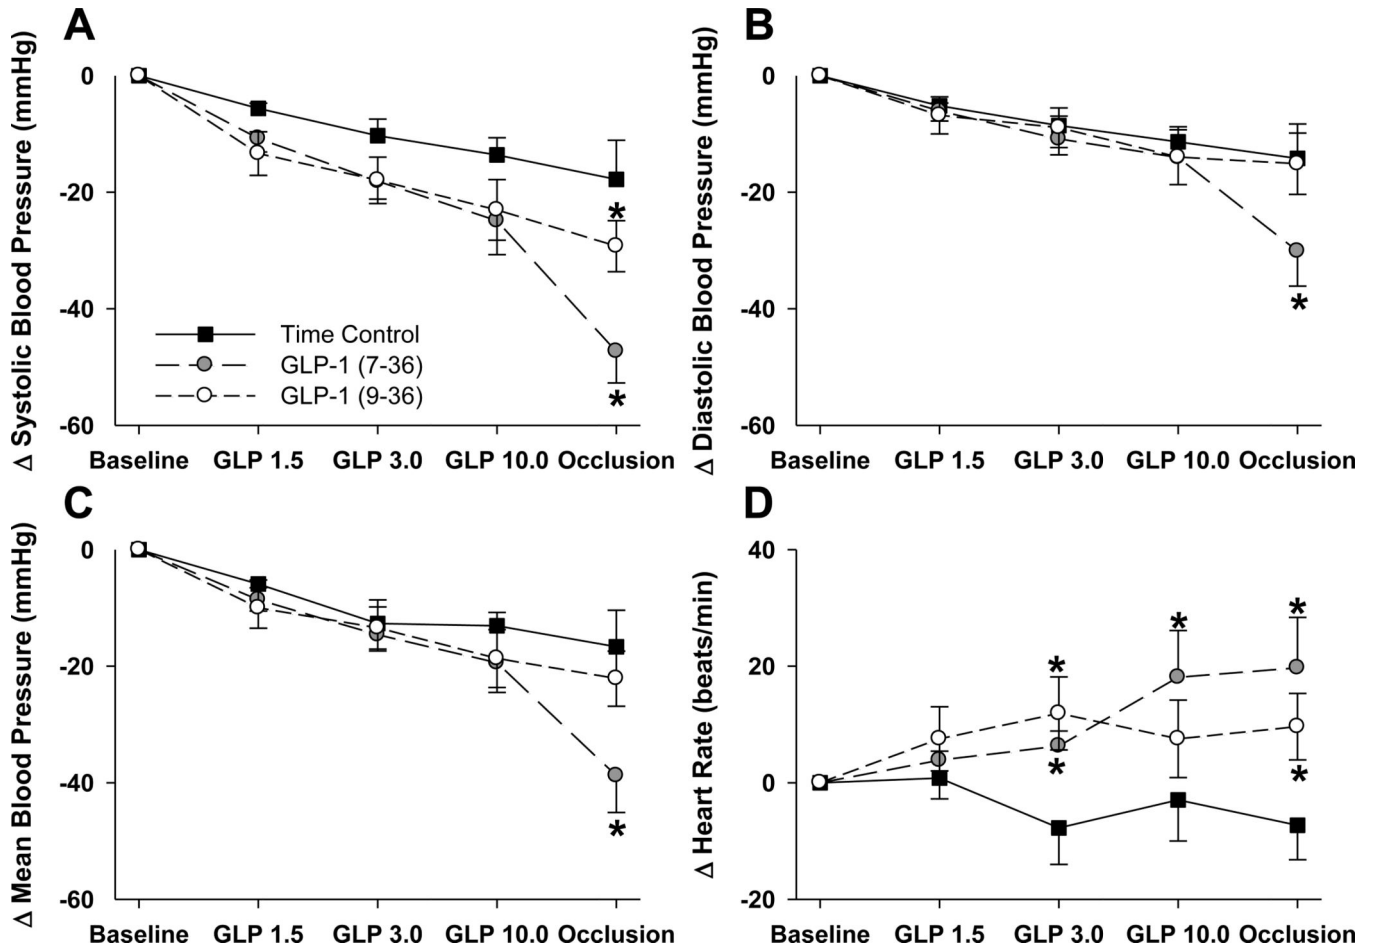 A
Δ Systolic Blood Pressure (mmHg)
0
-20
-40
-60
*
*
Time Control
GLP-1 (7-36)
GLP-1 (9-36)
Baseline GLP 1.5 GLP 3.0 GLP 10.0 Occlusion
B
Δ Diastolic Blood Pressure (mmHg)
0
-20
-40
-60
*
Baseline GLP 1.5 GLP 3.0 GLP 10.0 Occlusion
C
Δ Mean Blood Pressure (mmHg)
0
-20
-40
-60
*
Baseline GLP 1.5 GLP 3.0 GLP 10.0 Occlusion
D
Δ Heart Rate (beats/min)
40
20
0
-20
*
*
*
*
*
Baseline GLP 1.5 GLP 3.0 GLP 10.0 Occlusion